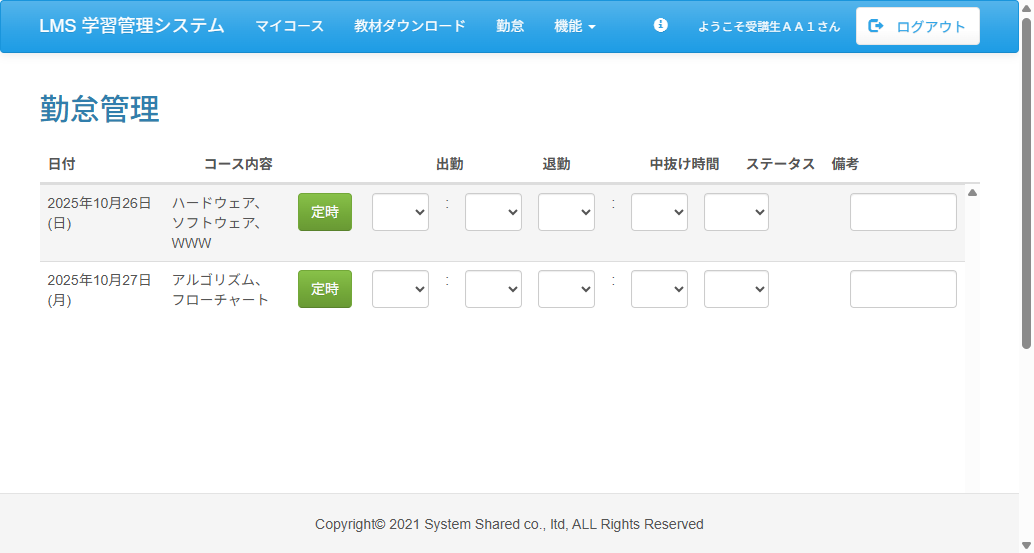 LMS 学習管理システム マイコース 教材ダウンロード 勤怠 機能 ようこそ受講生ＡＡ１さん ログアウト
勤怠管理
日付 コース内容 出勤 退勤 中抜け時間 ステータス 備考
2025年10月26日 ハードウェア、 定時 : :
(日) ソフトウェア、
WWW
2025年10月27日 アルゴリズム、 定時 : :
(月) フローチャート
Copyright© 2021 System Shared co., ltd, ALL Rights Reserved